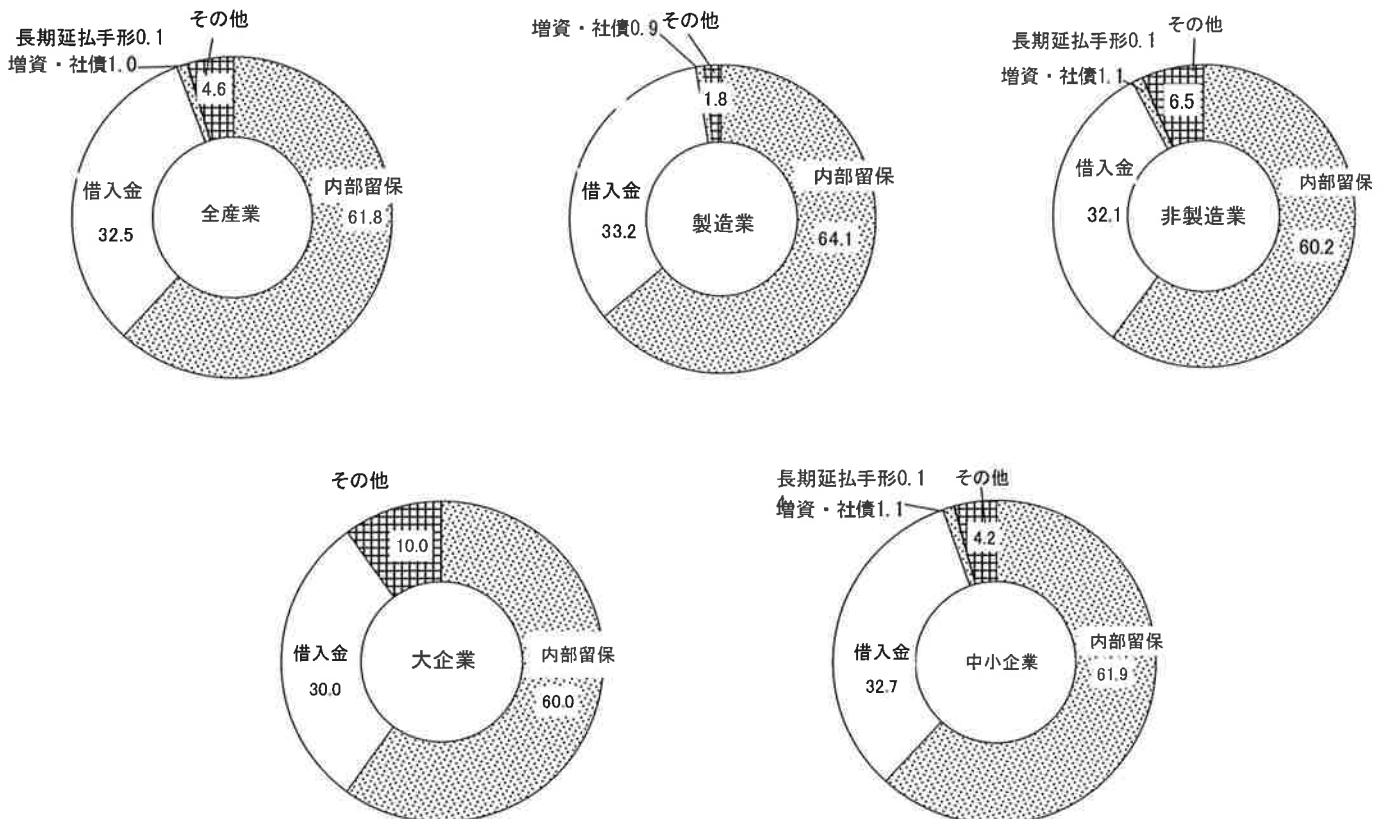 その他
長期延払手形0.1
増資・社債1.0
4.6
借入金
32.5
全産業
内部留保
61.8
増資・社債0.9
その他
1.8
借入金
33.2
製造業
内部留保
64.1
長期延払手形0.1
その他
増資・社債1.1
6.5
借入金
32.1
非製造業
内部留保
60.2
その他
10.0
借入金
30.0
大企業
内部留保
60.0
長期延払手形0.1
その他
増資・社債1.1
4.2
借入金
32.7
中小企業
内部留保
61.9